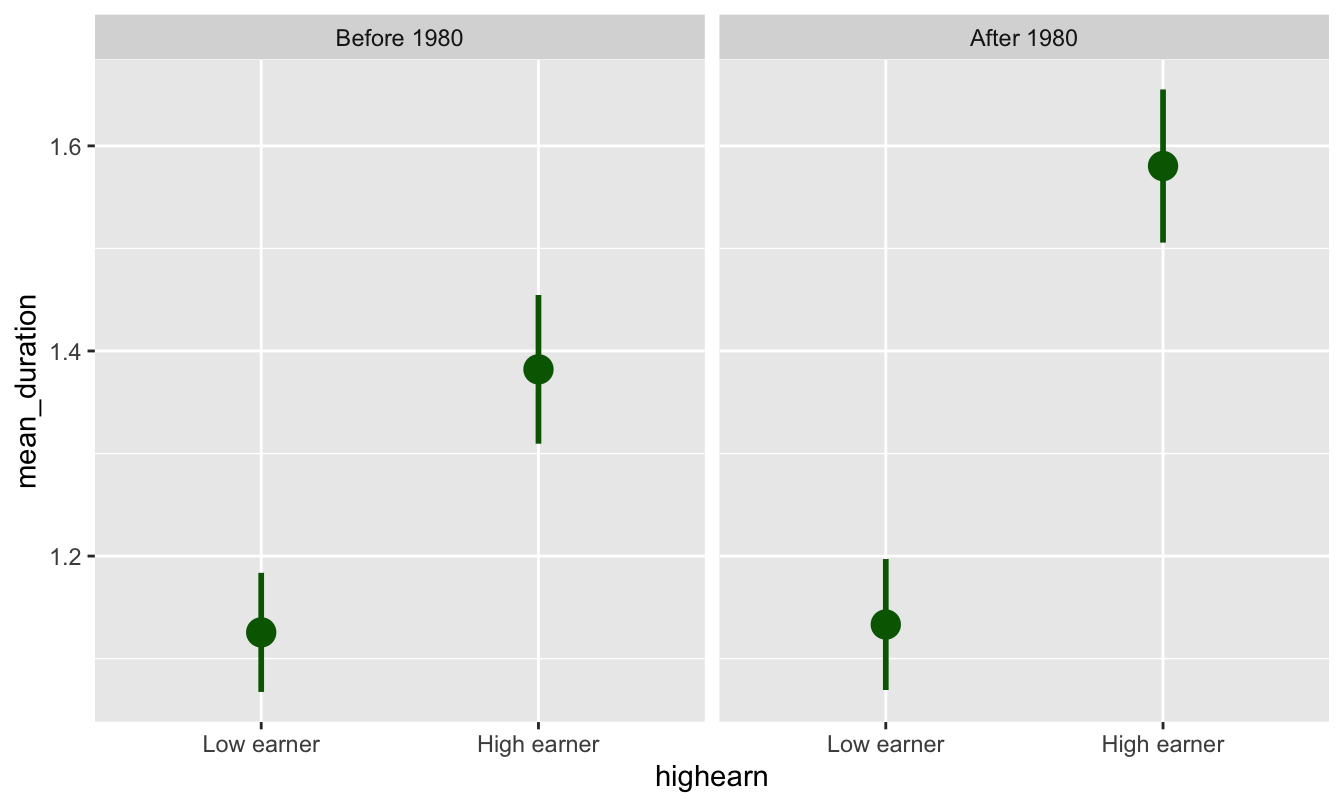 Before 1980
After 1980
1.6
1.4
1.2
mean_duration
Low earner
High earner
Low earner
High earner
highearn